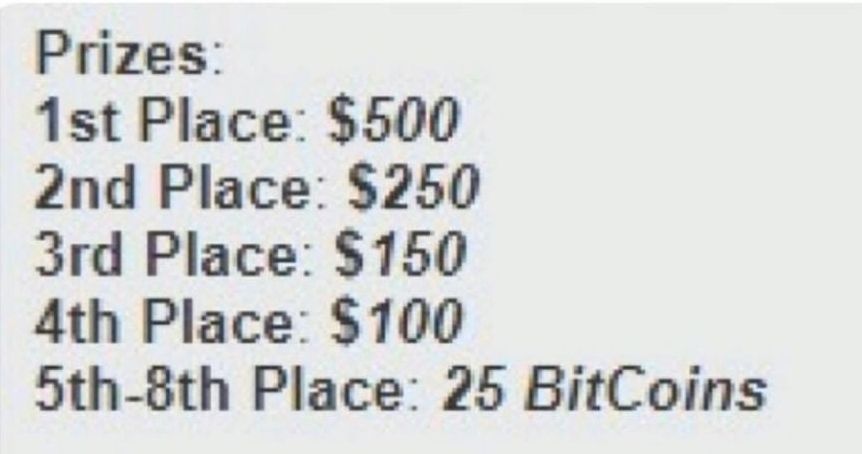 Prizes:
1st Place: $500
2nd Place: $250
3rd Place: $150
4th Place: $100
5th-8th Place: 25 BitCoins